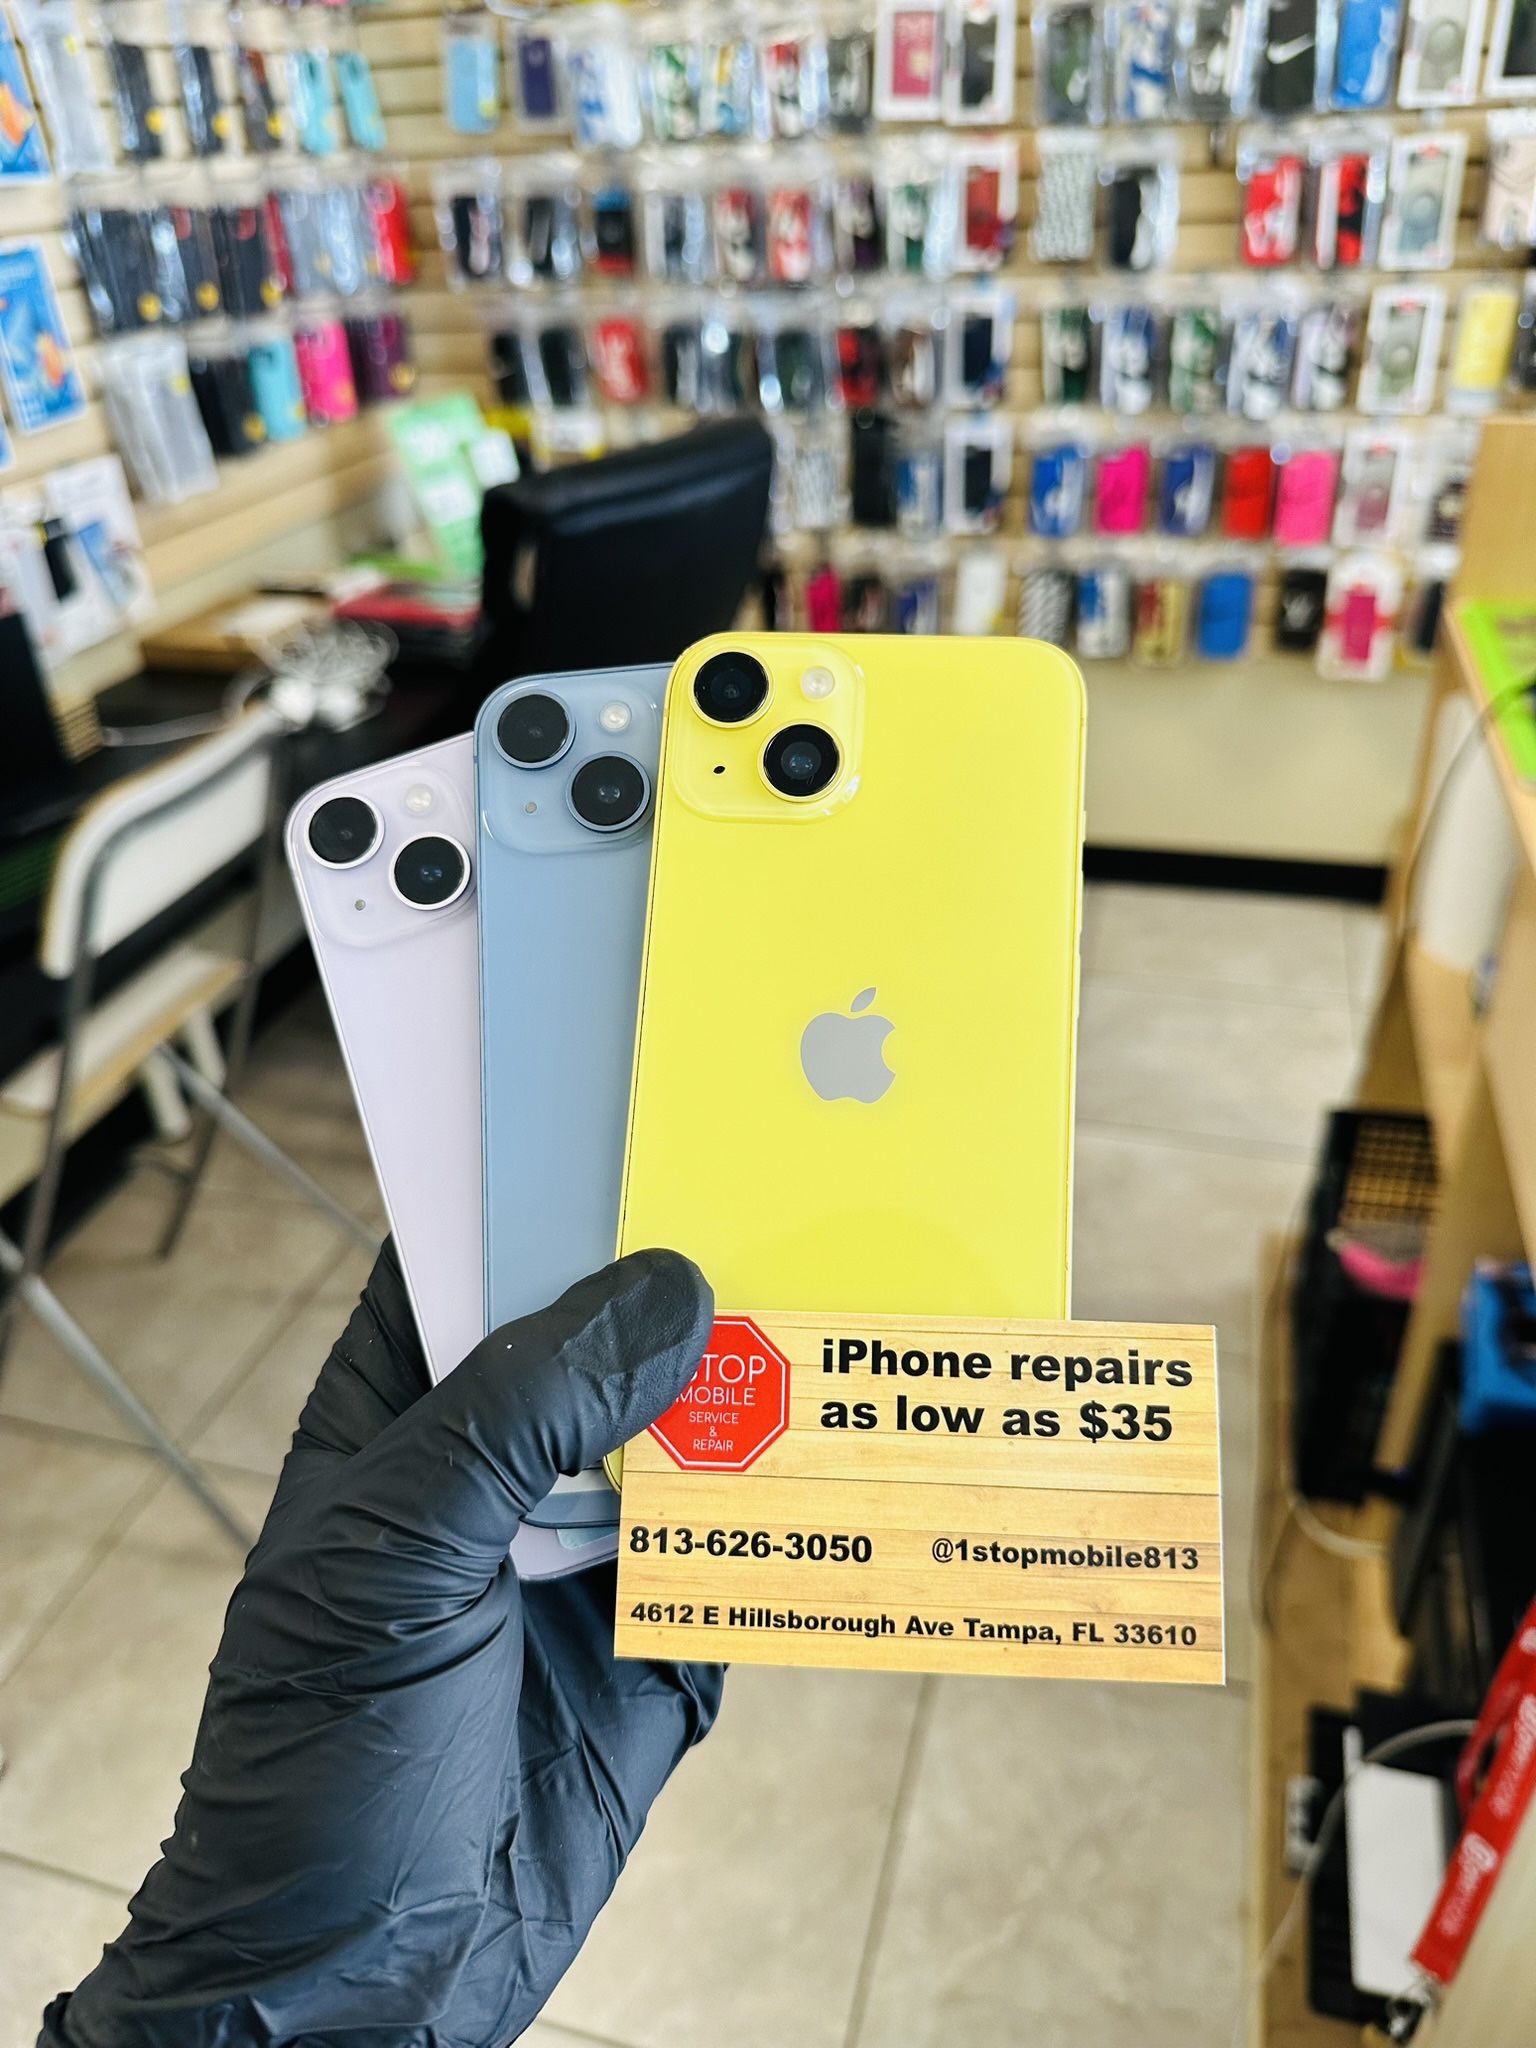 STOP
MOBILE
SERVICE
&
REPAIR
iPhone repairs
as low as $35
813-626-3050
@1stopmobile813
4612 E Hillsborough Ave Tampa, FL 33610